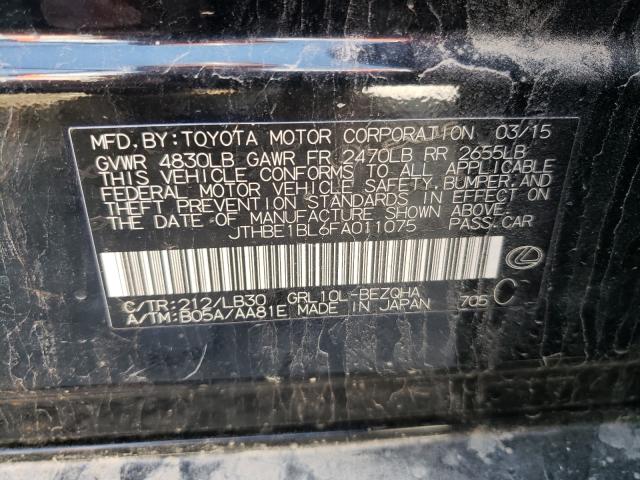 MFD. BY: TOYOTA MOTOR CORPORATION 03/15
GVWR 4830LB GAWR FR 2470LB RR 2655LB
THIS VEHICLE CONFORMS TO ALL APPLICABLE
FEDERAL MOTOR VEHICLE SAFETY, BUMPER, AND
THEFT PREVENTION STANDARDS IN EFFECT ON
THE DATE OF MANUFACTURE SHOWN ABOVE.
JTHBE1BL6FA011075 PASS. CAR
C/TR: 212/LB30 GRL10L-BEZQHA
A/TM: B05A/AA81E MADE IN JAPAN 705 C